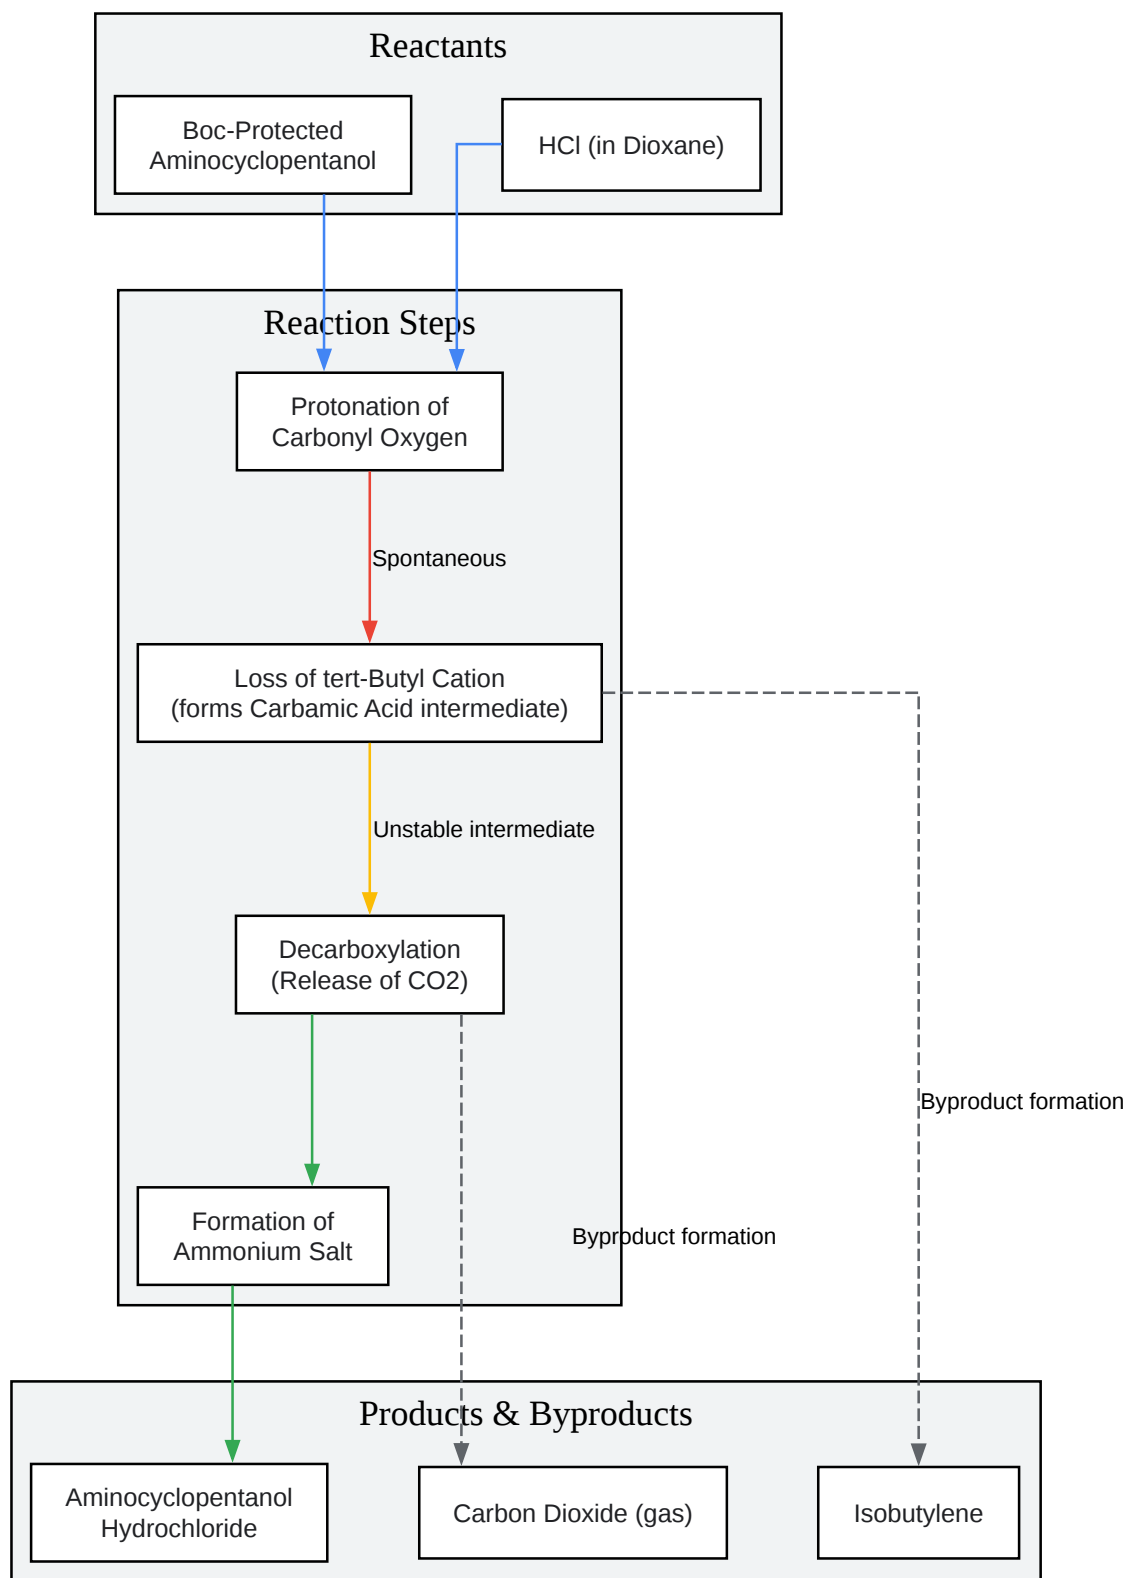 Reactants
Boc-Protected
Aminocyclopentanol
HCl (in Dioxane)
Reaction Steps
Protonation of
Carbonyl Oxygen
Spontaneous
Loss of tert-Butyl Cation
(forms Carbamic Acid intermediate)
Unstable intermediate
Decarboxylation
(Release of CO2)
Byproduct formation
Formation of
Ammonium Salt
Byproduct formation
Products & Byproducts
Aminocyclopentanol
Hydrochloride
Carbon Dioxide (gas)
Isobutylene